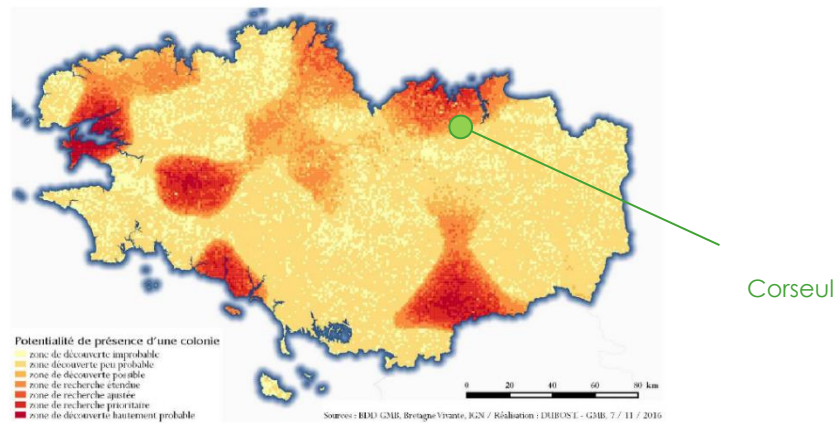 Corseul
Potentialité de présence d'une colonie
zone de découverte improbable
zone découverte peu probable
zone de découverte possible
zone de recherche étendue
zone de recherche ajustée
zone de recherche prioritaire
zone de découverte hautement probable
0 20 40 60 80 km
Sources : BDD GMB, Bretagne Vivante, IGN / Réalisation : DUBOST - GMB, 7 / 11 / 2016